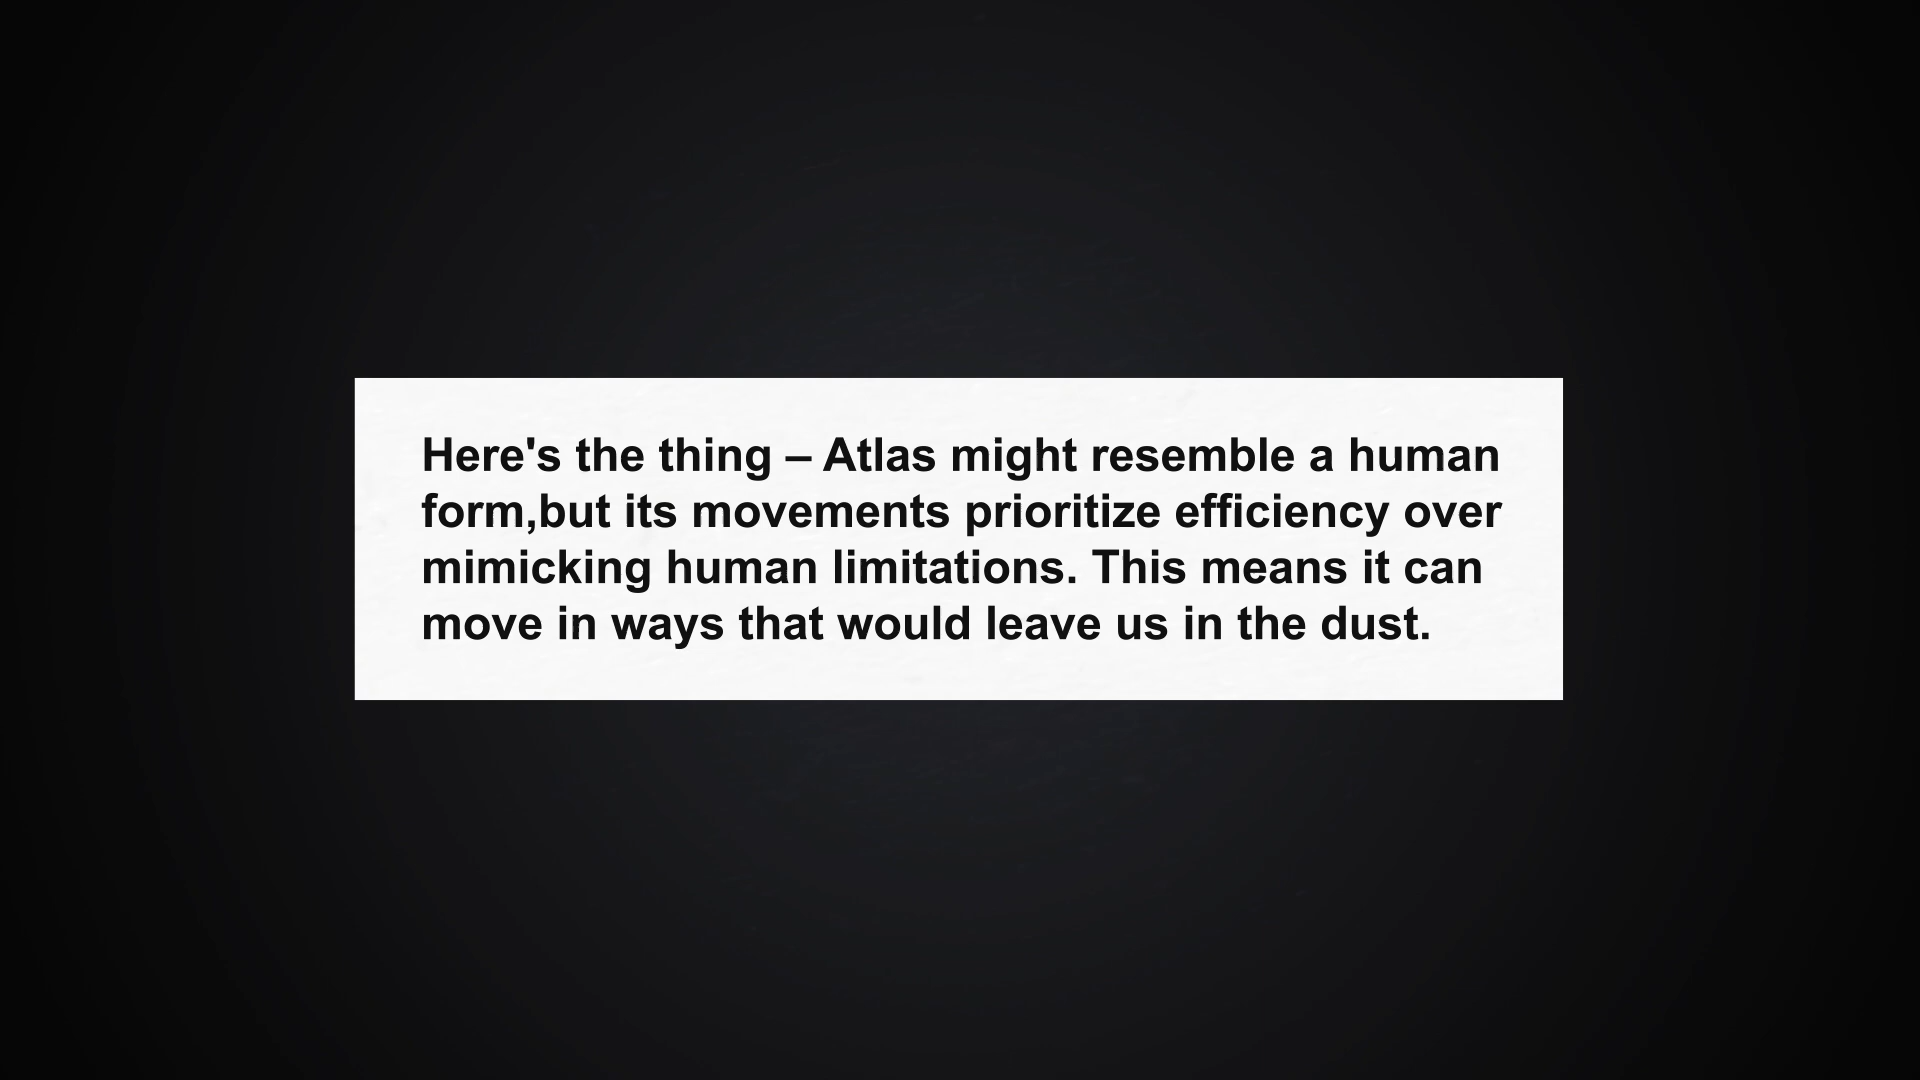 Here's the thing – Atlas might resemble a human
form,but its movements prioritize efficiency over
mimicking human limitations. This means it can
move in ways that would leave us in the dust.